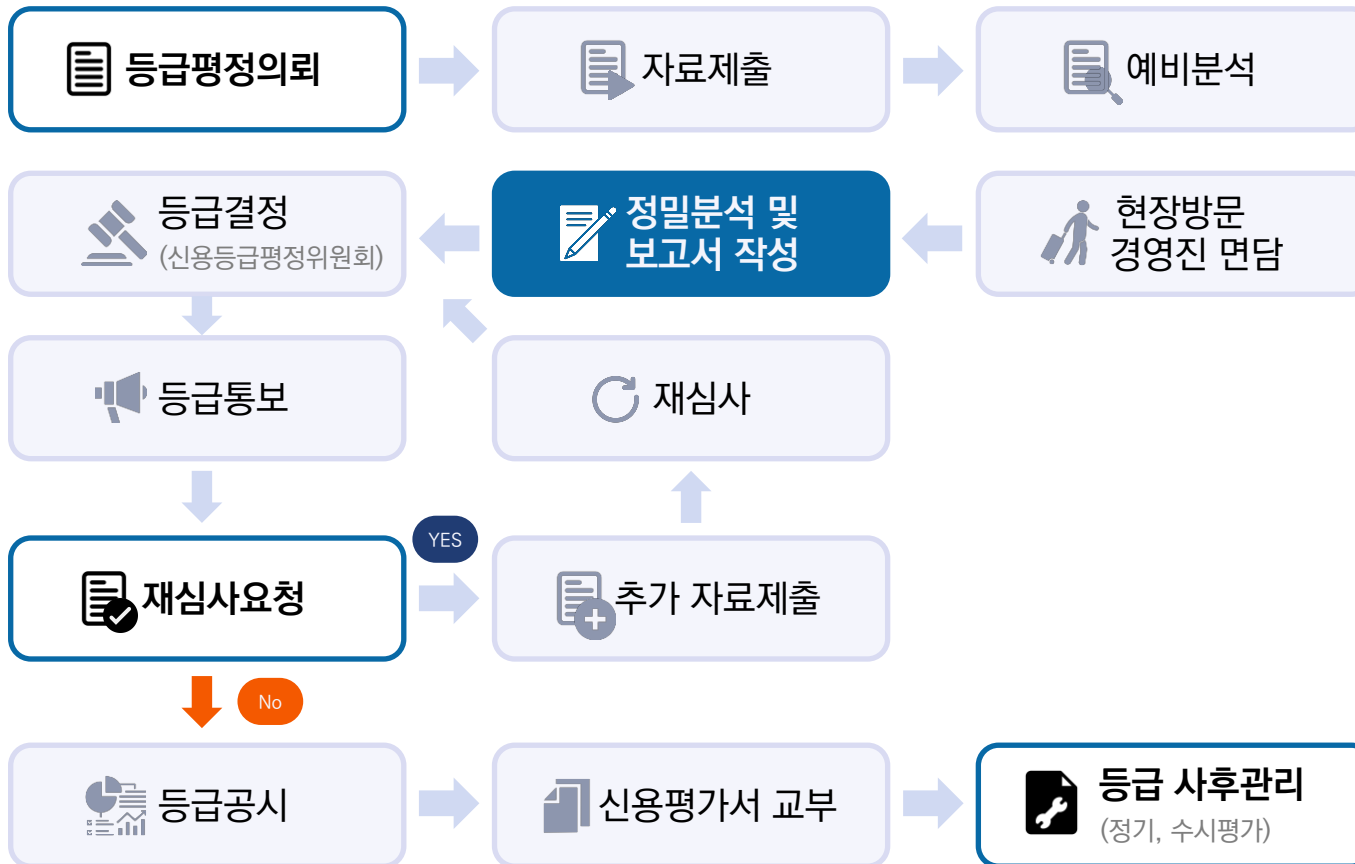 등급평정의뢰
자료제출
예비분석
등급결정
(신용등급평정위원회)
정밀분석 및
보고서 작성
현장방문
경영진 면담
등급통보
재심사
재심사요청
YES
추가 자료제출
No
등급공시
신용평가서 교부
등급 사후관리
(정기, 수시평가)